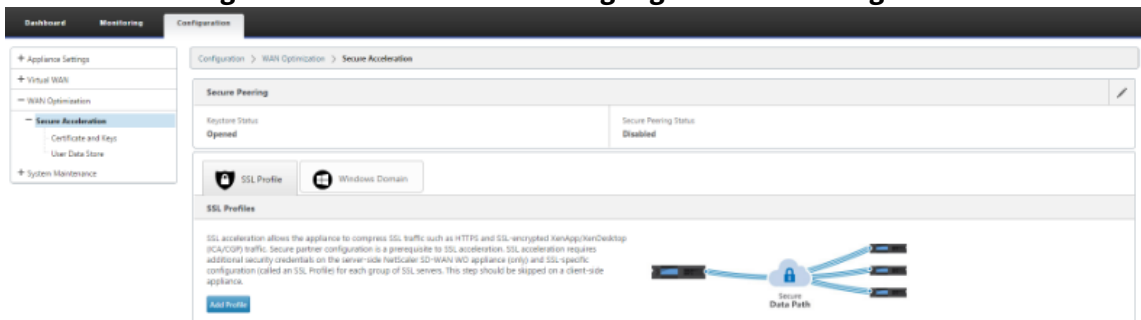 Dashboard Monitoring Configuration
+ Appliance Settings
+ Virtual WAN
− WAN Optimization
− Secure Acceleration
Certificate and Keys
User Data Store
+ System Maintenance
Configuration > WAN Optimization > Secure Acceleration
Secure Peering
Keystore Status
Opened
Secure Peering Status
Disabled
SSL Profile Windows Domain
SSL Profiles
SSL acceleration allows the appliance to compress SSL traffic such as HTTPS and SSL-encrypted XenApp/XenDesktop
(ICA/CGP) traffic. Secure partner configuration is a prerequisite to SSL acceleration. SSL acceleration requires
additional security credentials on the server-side NetScaler SD-WAN WO appliance (only) and SSL-specific
configuration (called an SSL Profile) for each group of SSL servers. This step should be skipped on a client-side
appliance.
Add Profile
Secure
Data Path